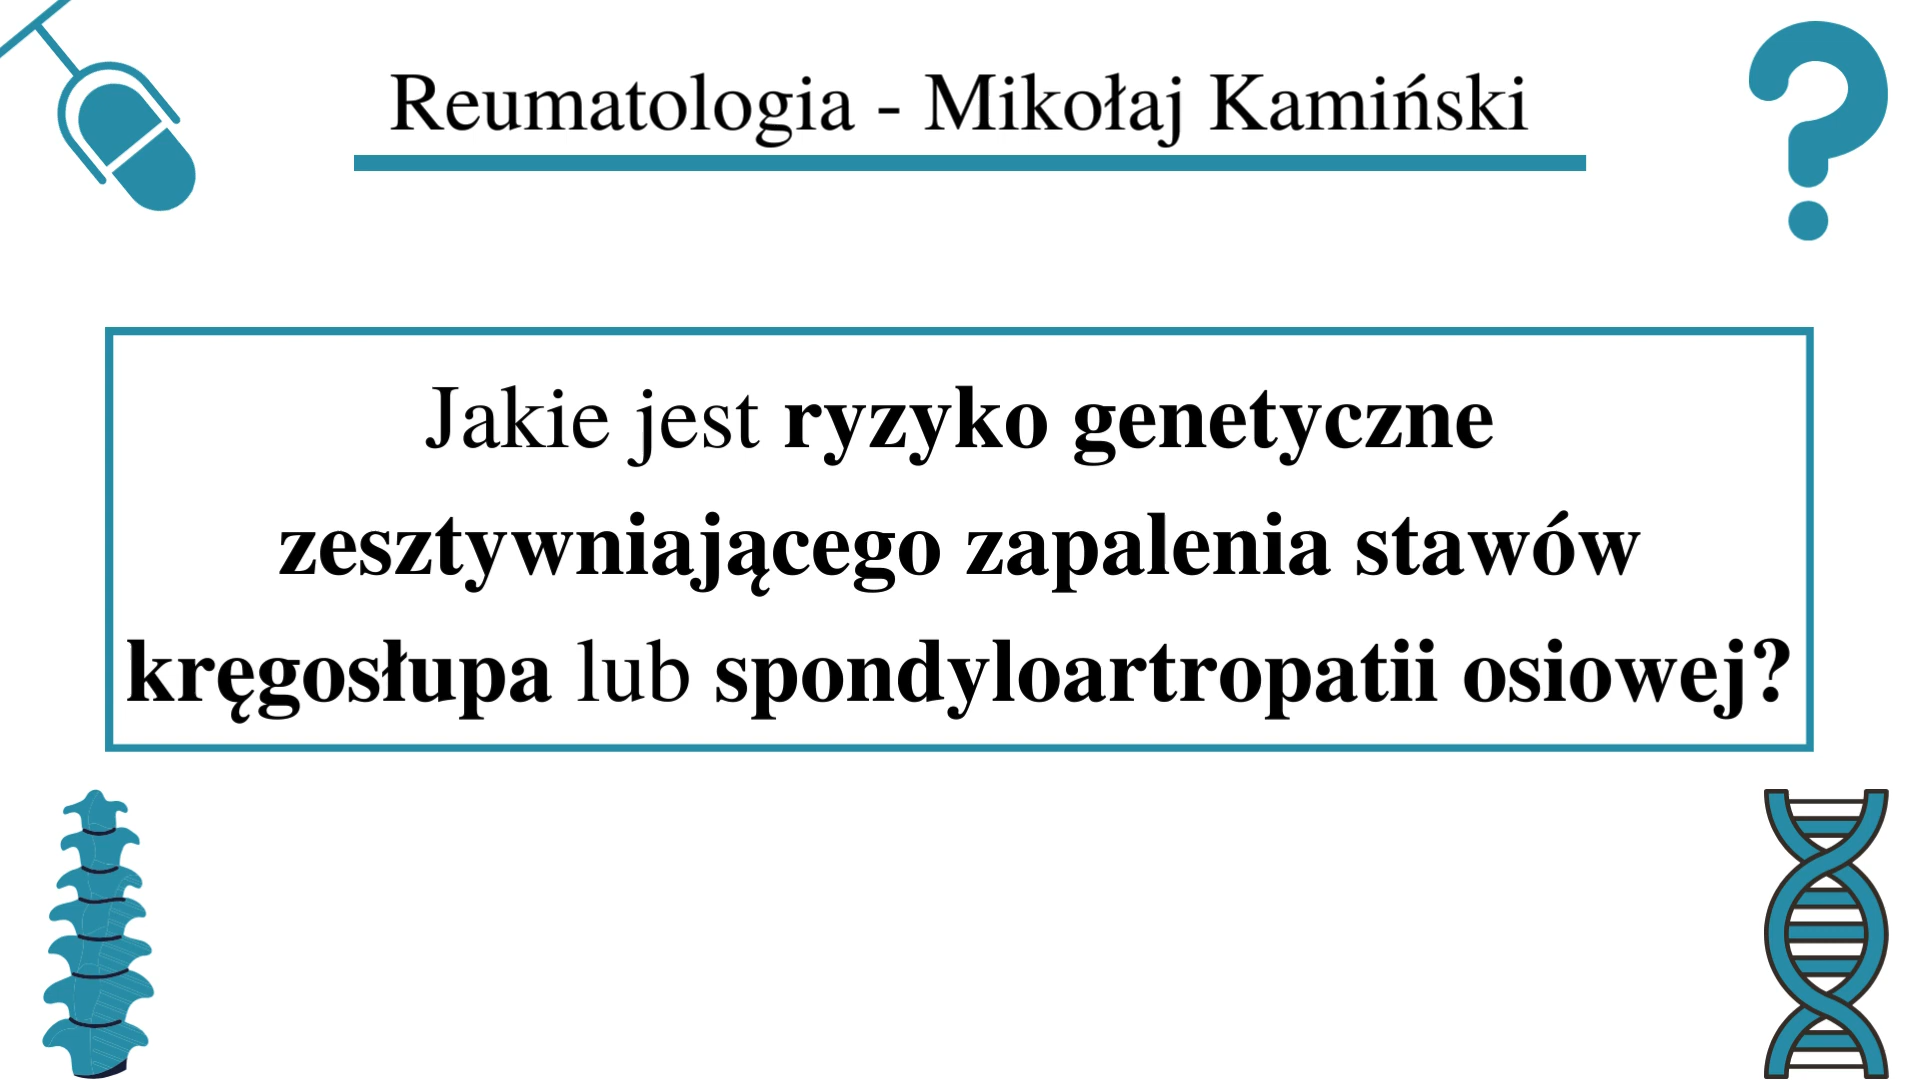 Reumatologia - Mikołaj Kamiński
Jakie jest ryzyko genetyczne
zesztywniającego zapalenia stawów
kręgosłupa lub spondyloartropatii osiowej?